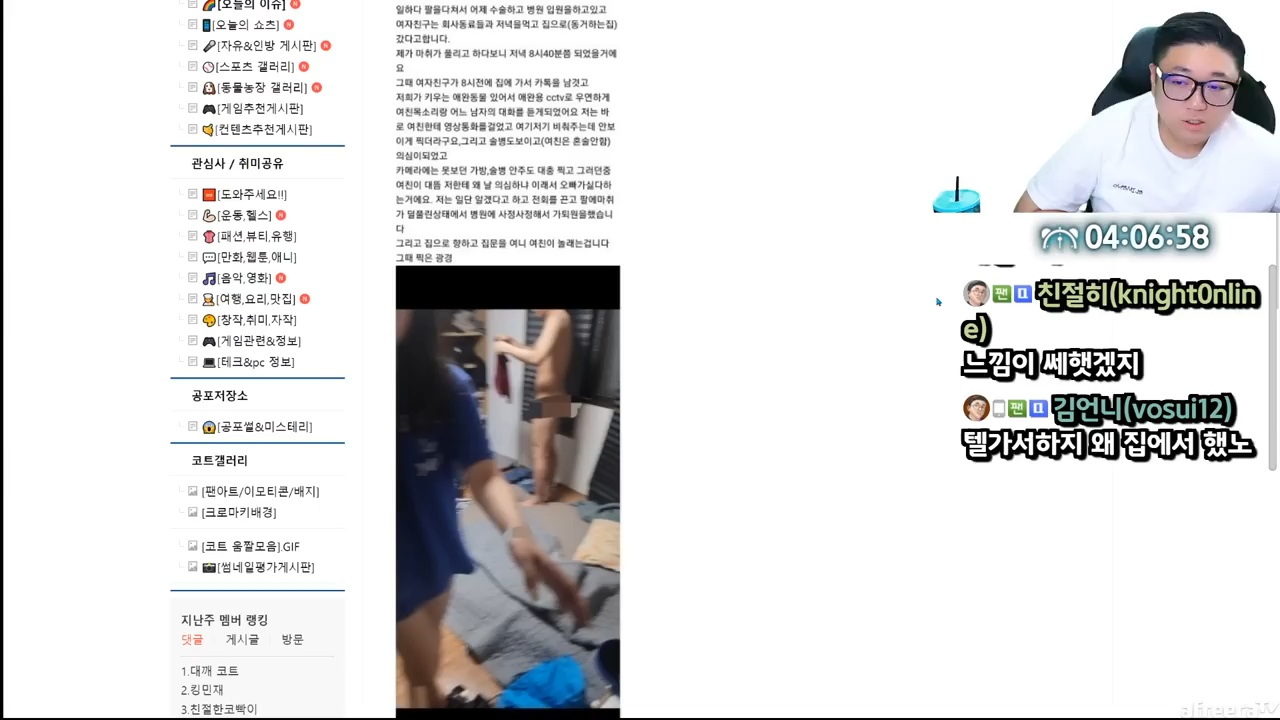 [오늘의 이슈] N
[오늘의 쇼츠] N
[자유&인방 게시판] N
[스포츠 갤러리] N
[동물농장 갤러리] N
[게임추천게시판]
[컨텐츠추천게시판]
관심사 / 취미공유
[도와주세요!!]
[운동,헬스] N
[패션,뷰티,유행]
[만화,웹툰,애니]
[음악,영화] N
[여행,요리,맛집] N
[창작,취미,자작]
[게임관련&정보]
[테크&pc 정보]
공포저장소
[공포썰&미스테리]
코트갤러리
[팬아트/이모티콘/배지]
[크로마키배경]
[코트 움짤모음].GIF
[썸네일평가게시판]
지난주 멤버 랭킹
댓글 게시글 방문
1.대깨 코트
2.킹민재
3.친절한코빡이
일하다 팔을다쳐서 어제 수술하고 병원 입원을하고있고
여자친구는 회사동료들과 저녁을먹고 집으로(동거하는집)
갔다고합니다.
제가 마취가 풀리고 하다보니 저녁 8시40분쯤 되었을거에
요
그때 여자친구가 8시전에 집에 가서 카톡을 남겻고
저희가 키우는 애완동물 있어서 애완용 cctv로 우연하게
여친목소리랑 어느 남자의 대화를 듣게되었어요 저는 바
로 여친한테 영상통화를걸었고 여기저기 비춰주는데 안보
이게 찍더라구요,그리고 술병도보이고(여친은 혼술안함)
의심이되었고
카메라에는 못보던 가방,술병 안주도 대충 찍고 그러던중
여친이 대뜸 저한테 왜 날 의심하냐 이래서 오빠가싫다하
는거에요. 저는 일단 알겠다고 하고 전회를 끈고 팔에마취
가 덜풀린상태에서 병원에 사정사정해서 가퇴원을했습니
다
그리고 집으로 향하고 집문을 여니 여친이 놀래는겁니다
그때 찍은 광경
04:06:58
팬 친절히(knight0nlin
e)
느낌이 쎄햇겠지
팬 김언니(vosui12)
텔가서하지 왜 집에서 했노
afreecaTV